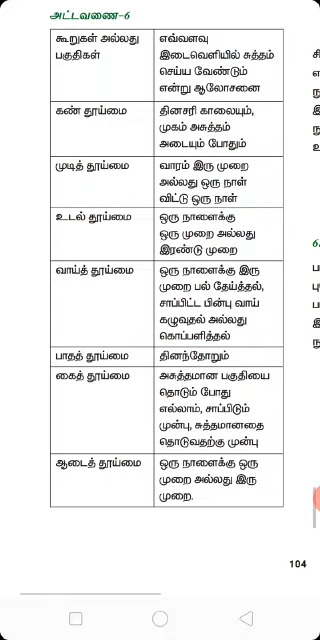 அட்டவணை-6
கூறுகள் அல்லது
பகுதிகள்
எவ்வளவு
இடைவெளியில் சுத்தம்
செய்ய வேண்டும்
என்று ஆலோசனை
கண் தூய்மை
தினசரி காலையும்,
முகம் அசுத்தம்
அடையும் போதும்
முடித் தூய்மை
வாரம் இரு முறை
அல்லது ஒரு நாள்
விட்டு ஒரு நாள்
உடல் தூய்மை
ஒரு நாளைக்கு
ஒரு முறை அல்லது
இரண்டு முறை
வாய்த் தூய்மை
ஒரு நாளைக்கு இரு
முறை பல் தேய்த்தல்,
சாப்பிட்ட பின்பு வாய்
கழுவுதல் அல்லது
கொப்பளித்தல்
பாதத் தூய்மை
தினந்தோறும்
கைத் தூய்மை
அசுத்தமான பகுதியை
தொடும் போது
எல்லாம், சாப்பிடும்
முன்பு, சுத்தமானதை
தொடுவதற்கு முன்பு
ஆடைத் தூய்மை
ஒரு நாளைக்கு ஒரு
முறை அல்லது இரு
முறை.
104